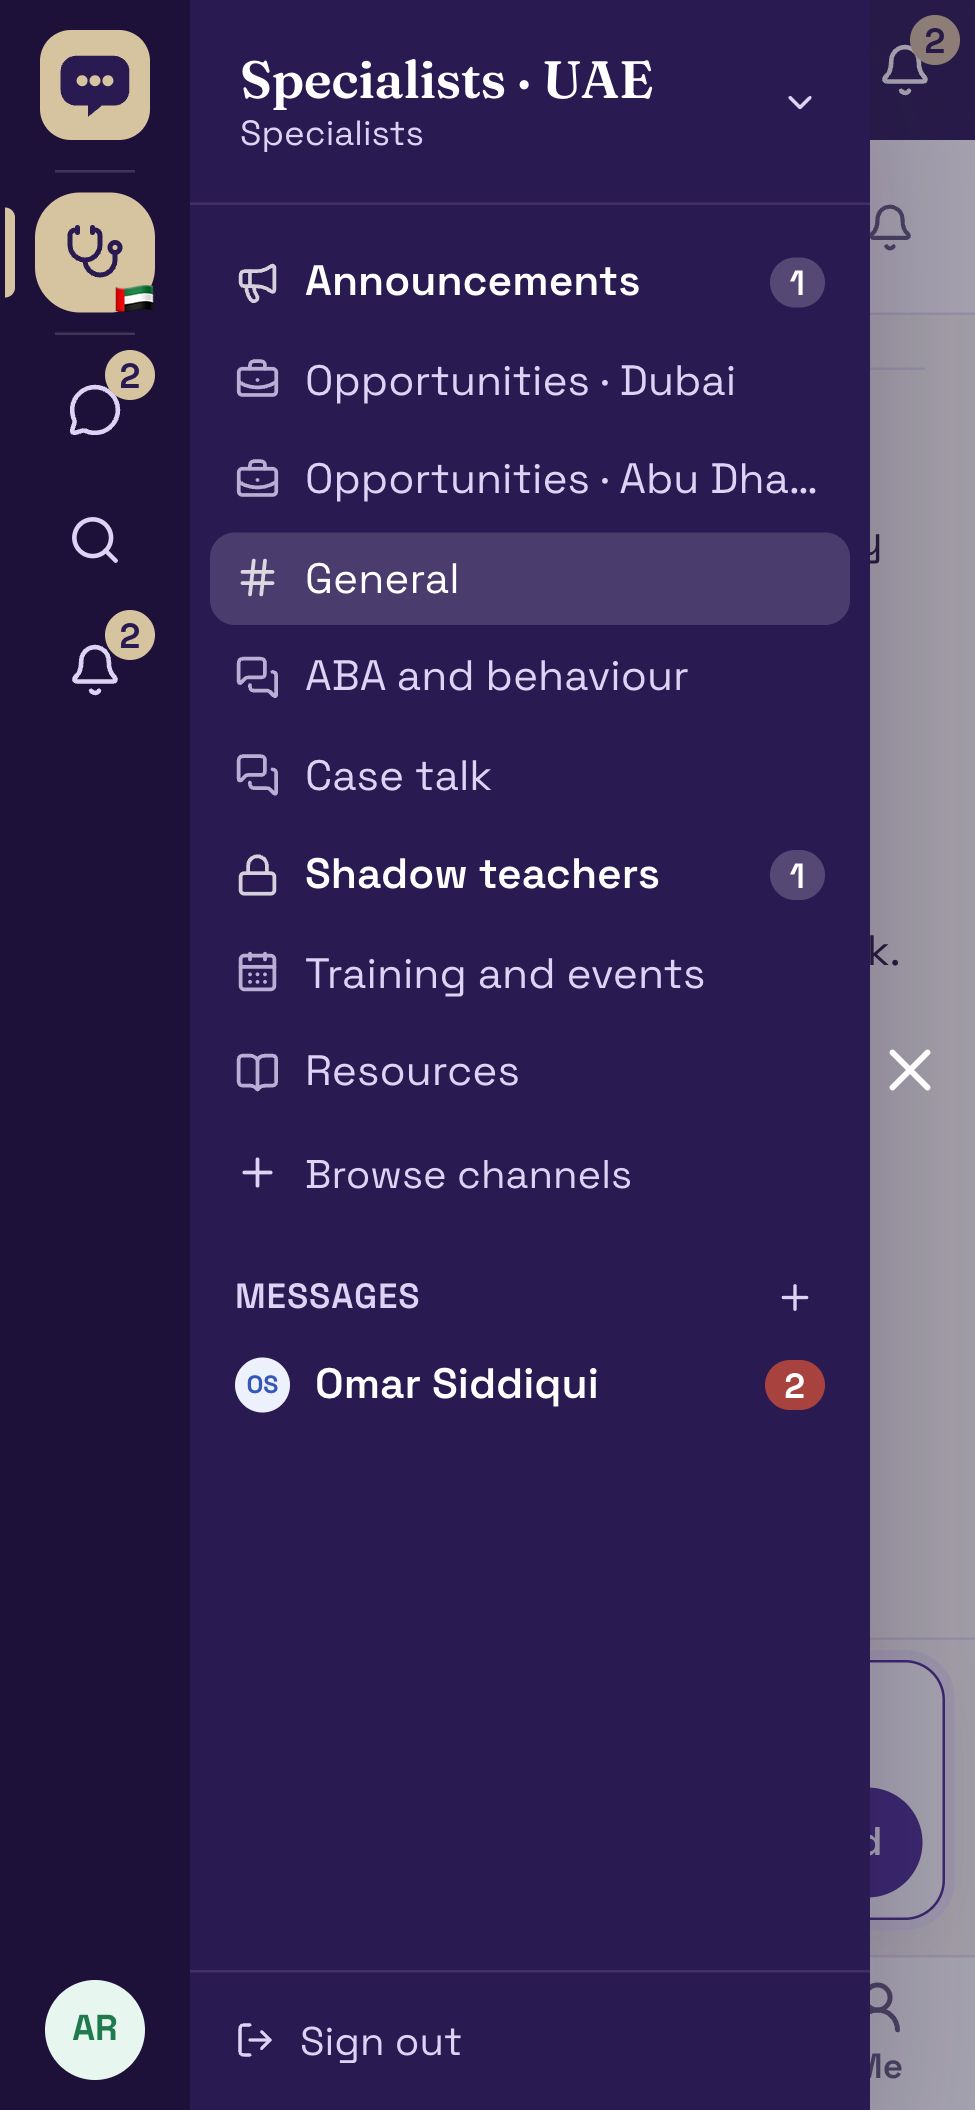 2
Specialists · UAE
Specialists
Announcements 1
Opportunities · Dubai
2
Opportunities · Abu Dha...
General
2
ABA and behaviour
Case talk
Shadow teachers 1
k.
Training and events
Resources
Browse channels
MESSAGES
OS Omar Siddiqui 2
AR
Sign out
Me